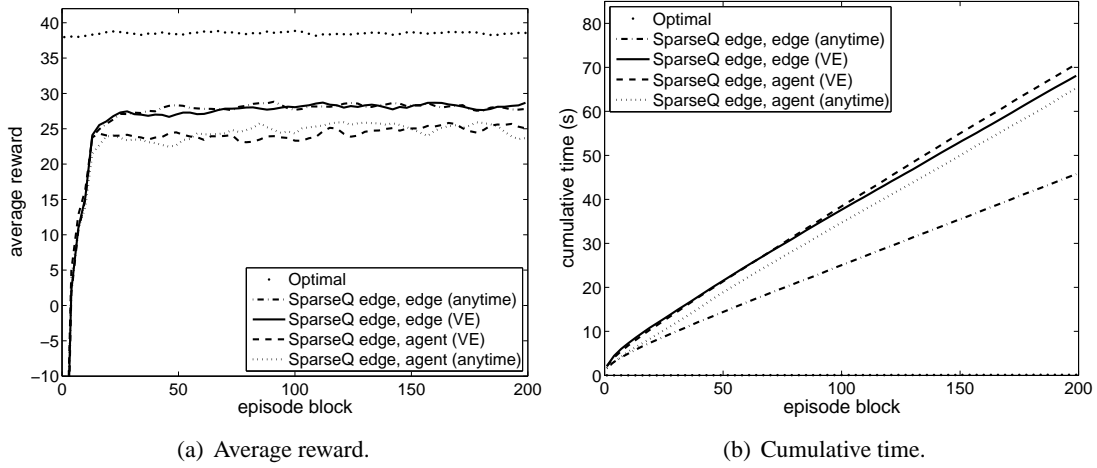 40
35
30
25
20
15
10
5
0
−5
−10
average reward
Optimal
SparseQ edge, edge (anytime)
SparseQ edge, edge (VE)
SparseQ edge, agent (VE)
SparseQ edge, agent (anytime)
0 50 100 150 200
episode block
(a) Average reward.
80
70
60
50
40
30
20
10
0
cumulative time (s)
Optimal
SparseQ edge, edge (anytime)
SparseQ edge, edge (VE)
SparseQ edge, agent (VE)
SparseQ edge, agent (anytime)
0 50 100 150 200
episode block
(b) Cumulative time.